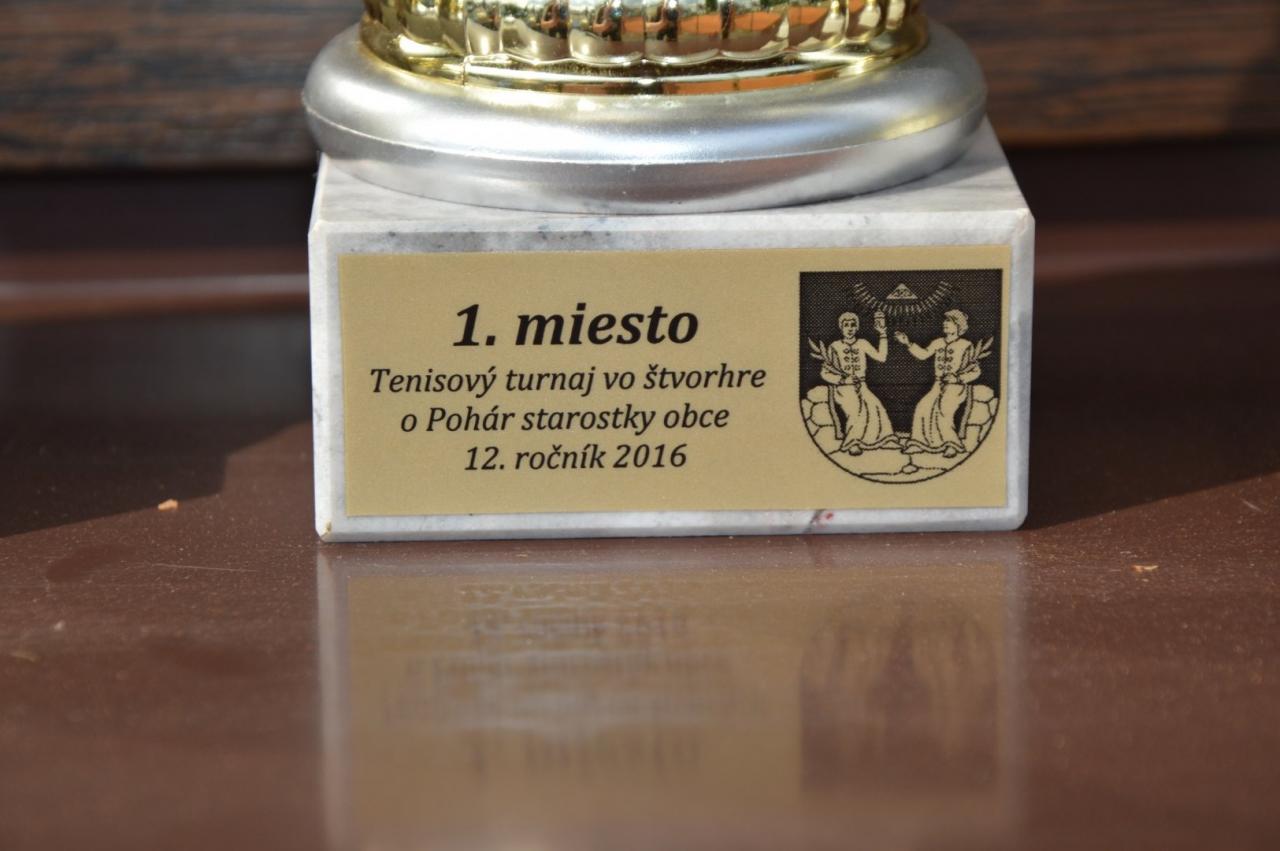 1. miesto
Tenisový turnaj vo štvorhre
o Pohár starostky obce
12. ročník 2016